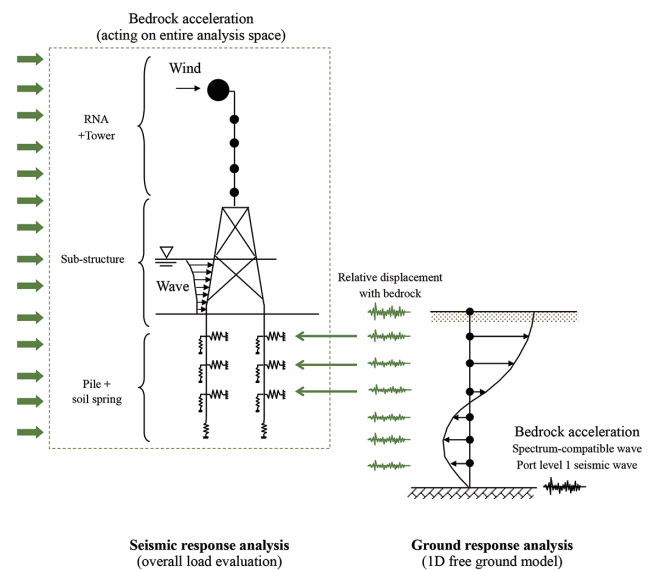 Bedrock acceleration
(acting on entire analysis space)
Wind
RNA
+Tower
Sub-structure
Wave
Pile +
soil spring
Relative displacement
with bedrock
Bedrock acceleration
Spectrum-compatible wave
Port level 1 seismic wave
Seismic response analysis
(overall load evaluation)
Ground response analysis
(1D free ground model)